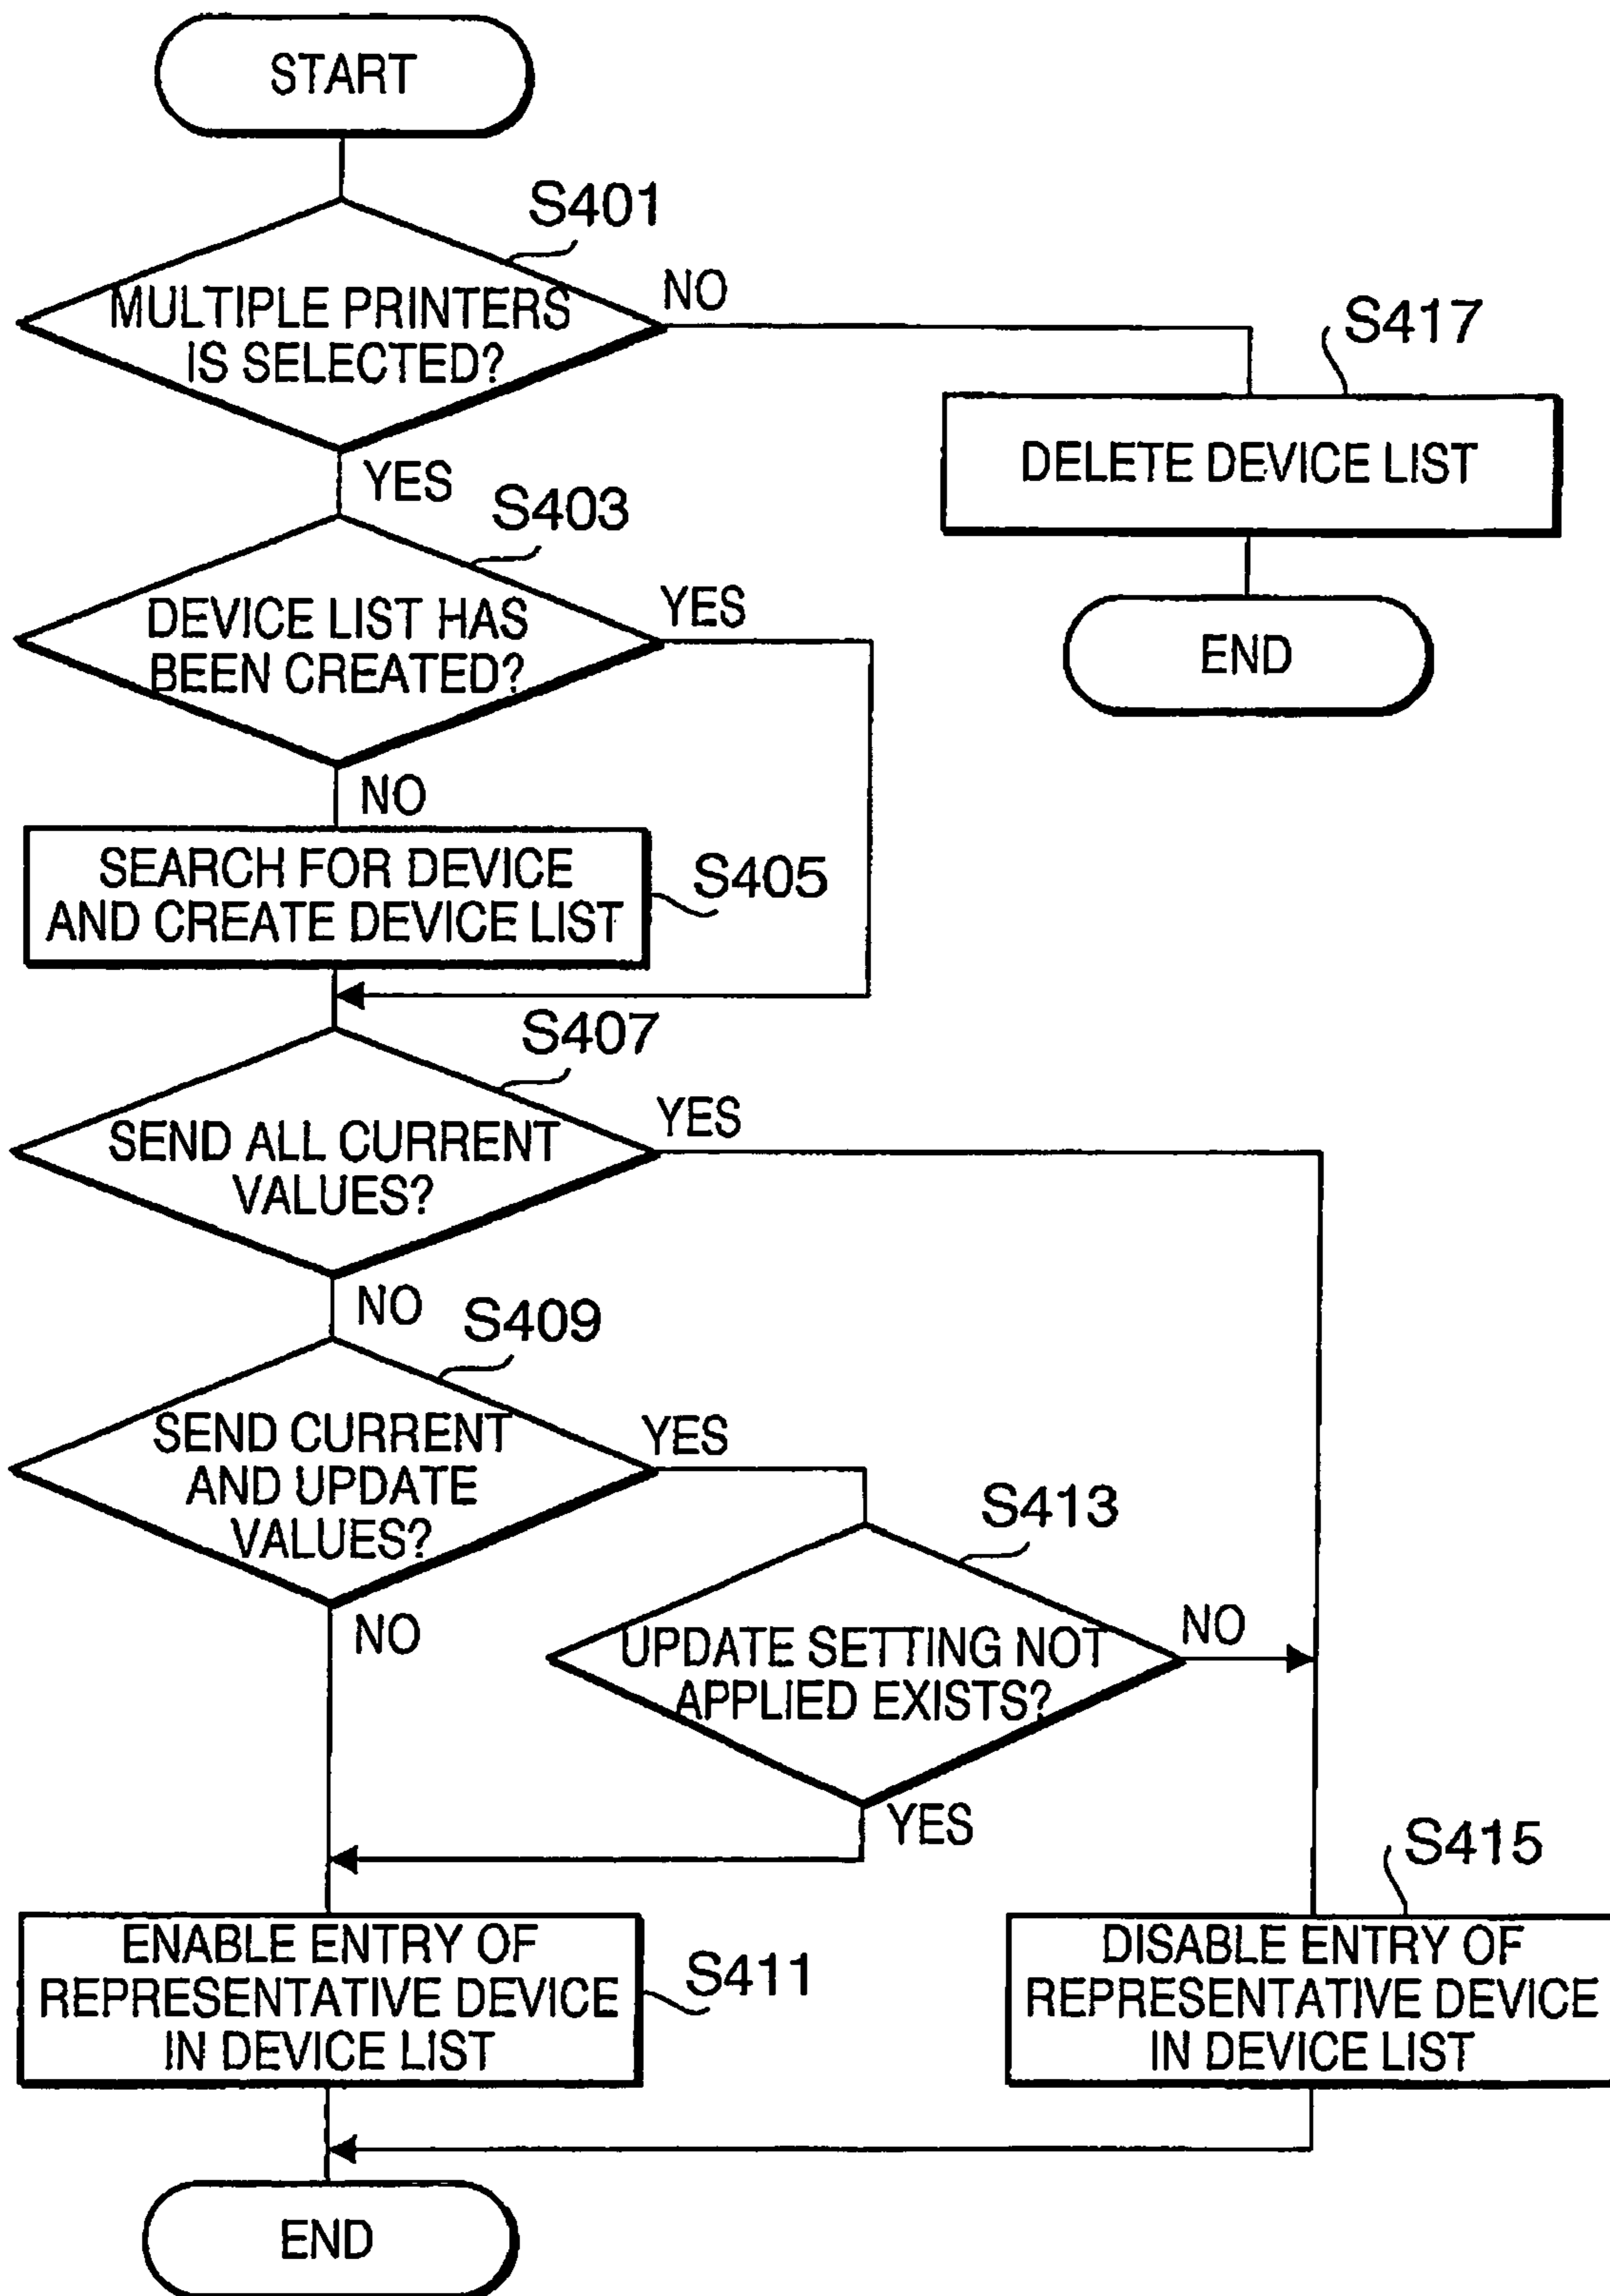 START
S401
MULTIPLE PRINTERS
IS SELECTED?
NO
YES
S417
DELETE DEVICE LIST
END
S403
DEVICE LIST HAS
BEEN CREATED?
YES
NO
SEARCH FOR DEVICE
AND CREATE DEVICE LIST
S405
S407
SEND ALL CURRENT
VALUES?
YES
NO
S409
SEND CURRENT
AND UPDATE
VALUES?
YES
NO
S413
UPDATE SETTING NOT
APPLIED EXISTS?
NO
YES
ENABLE ENTRY OF
REPRESENTATIVE DEVICE
IN DEVICE LIST
S411
S415
DISABLE ENTRY OF
REPRESENTATIVE DEVICE
IN DEVICE LIST
END